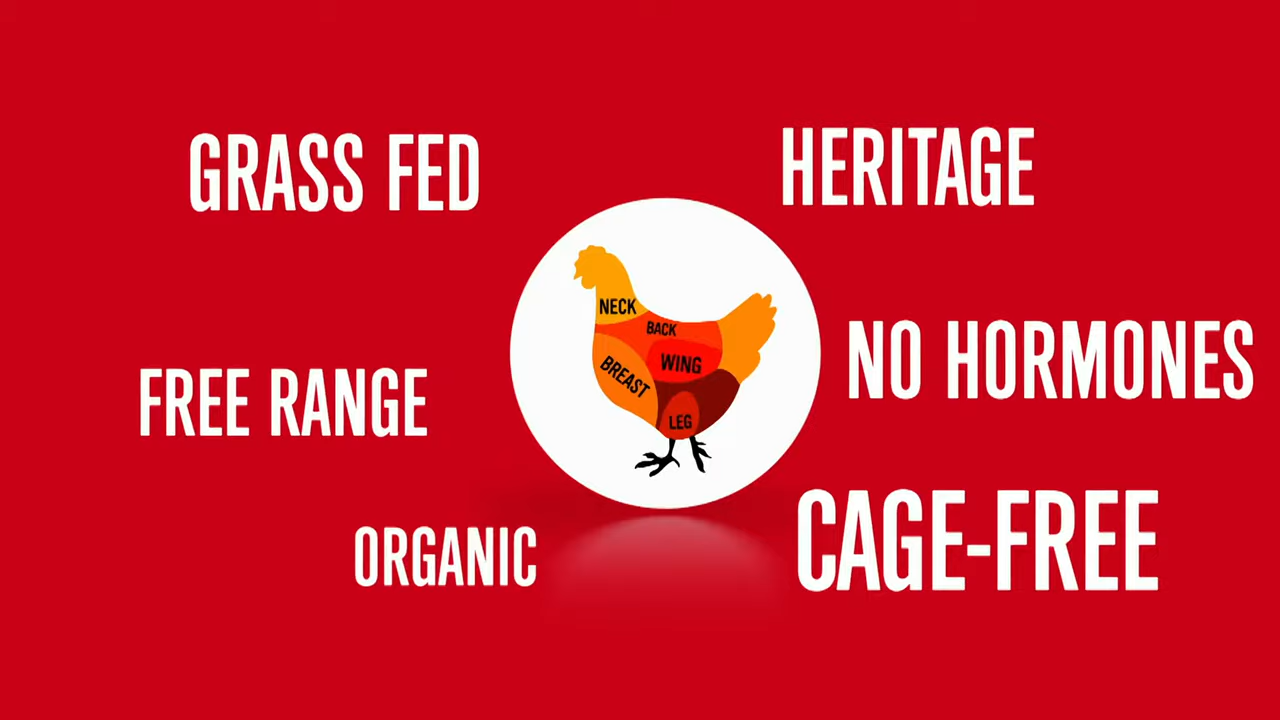 GRASS FED
HERITAGE
NECK
BACK
WING
BREAST
LEG
FREE RANGE
NO HORMONES
ORGANIC
CAGE-FREE